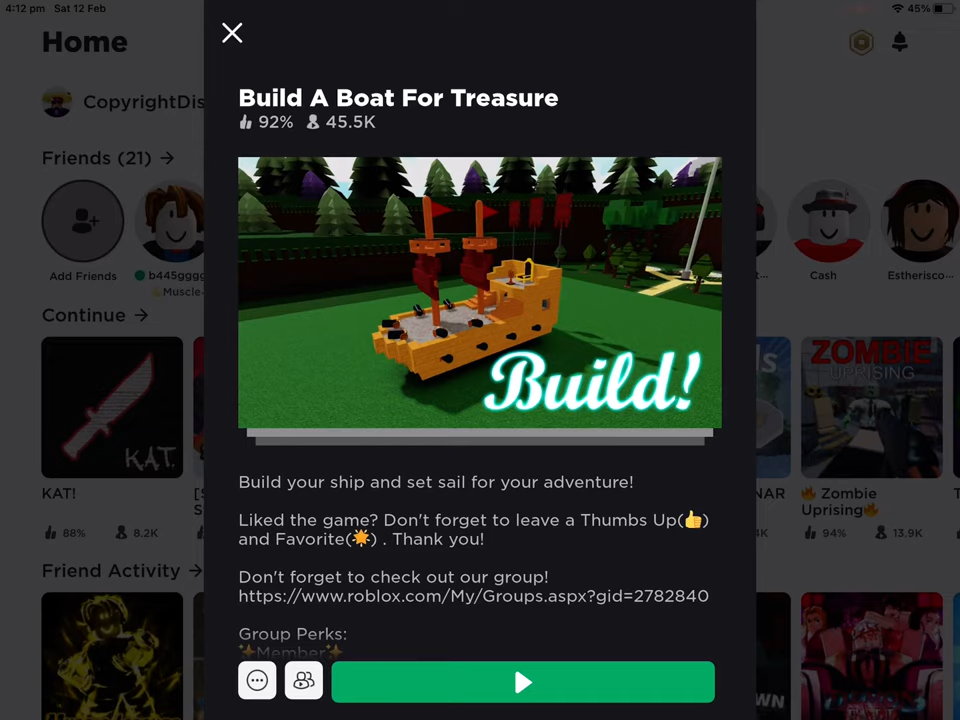 4:12 pm Sat 12 Feb
45%
Home
CopyrightDis
Friends (21) →
Add Friends
b445gggg
Muscle-
Cash
Estherisco...
Continue →
KAT.
KAT!
88% 8.2K
ZOMBIE
UPRISING
🔥 Zombie
Uprising🔥
94% 13.9K
Friend Activity →
Build A Boat For Treasure
92% 45.5K
Build!
Build your ship and set sail for your adventure!
Liked the game? Don't forget to leave a Thumbs Up(👍)
and Favorite(🌟) . Thank you!
Don't forget to check out our group!
https://www.roblox.com/My/Groups.aspx?gid=2782840
Group Perks:
✨Member✨